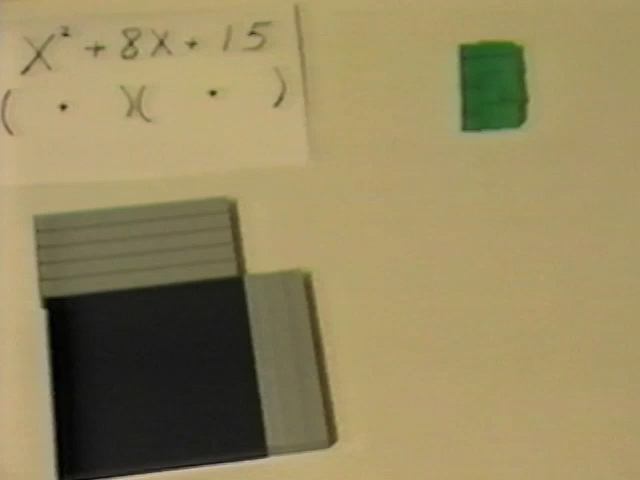 x² + 8x + 15
( · )( · )